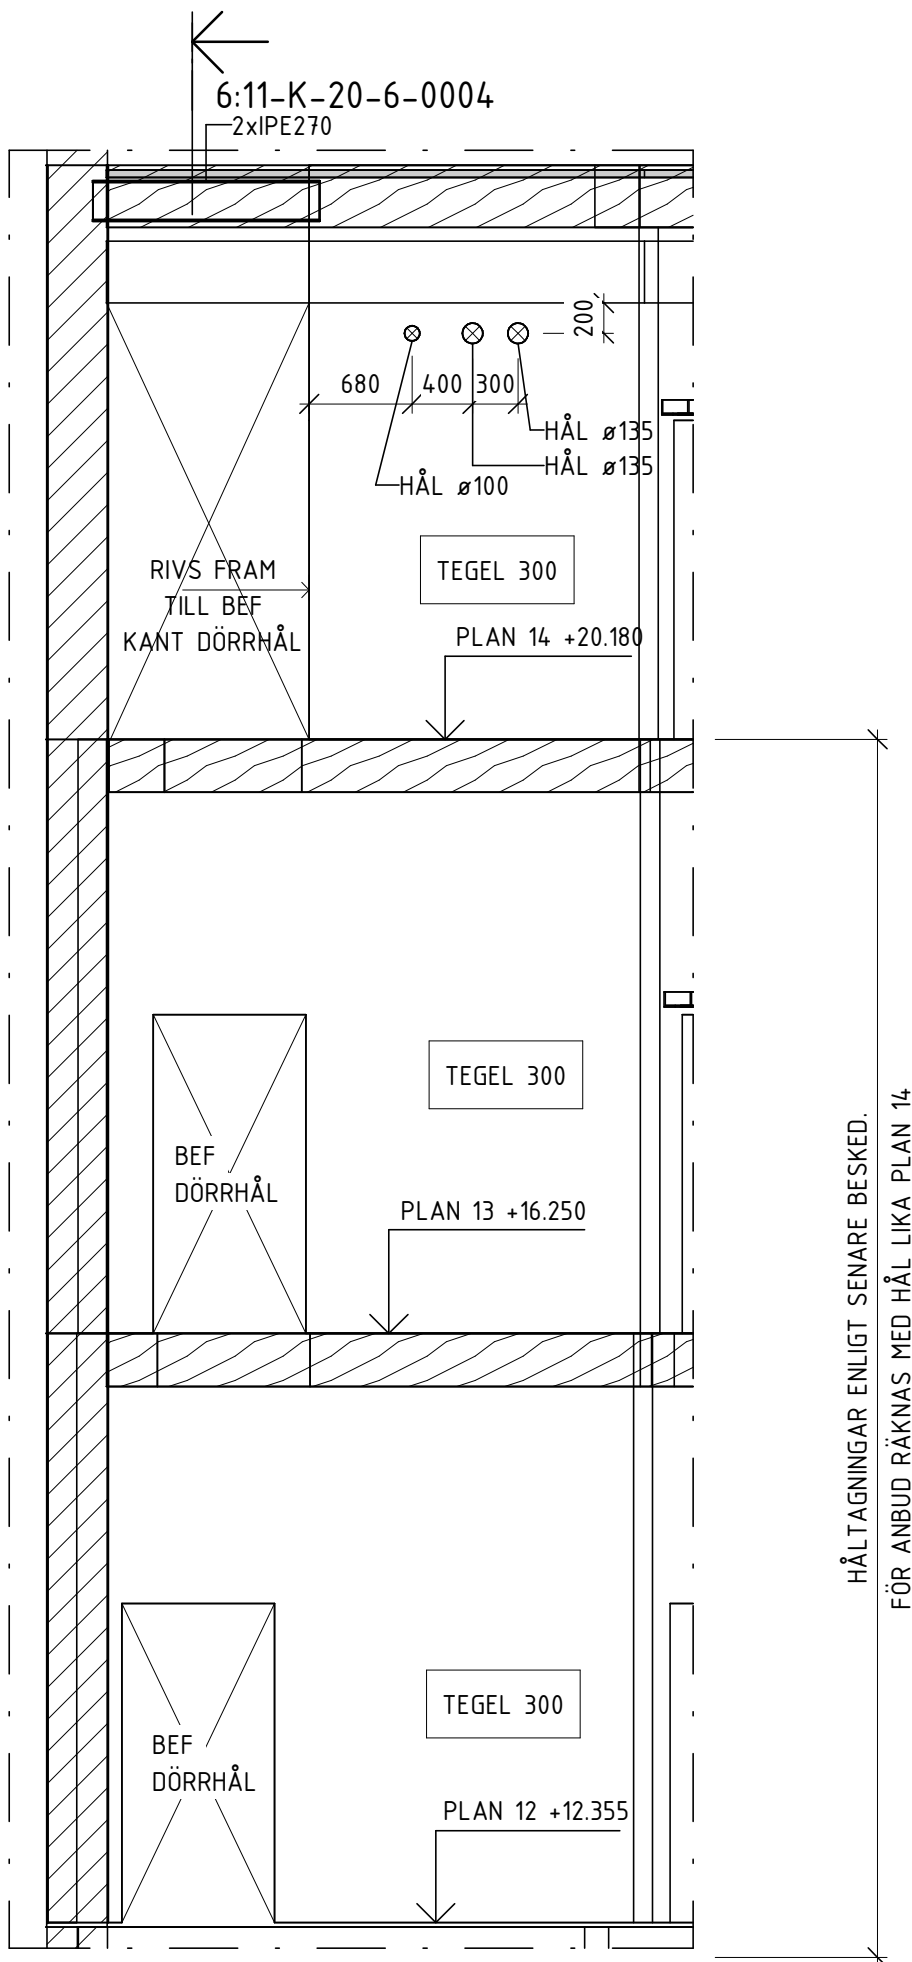 6:11-K-20-6-0004
2xIPE270
200
680
400
300
HÅL ø135
HÅL ø135
HÅL ø100
TEGEL 300
RIVS FRAM
TILL BEF
KANT DÖRRHÅL
PLAN 14 +20.180
TEGEL 300
BEF
DÖRRHÅL
PLAN 13 +16.250
HÅLTAGNINGAR ENLIGT SENARE BESKED.
FÖR ANBUD RÄKNAS MED HÅL LIKA PLAN 14
TEGEL 300
BEF
DÖRRHÅL
PLAN 12 +12.355